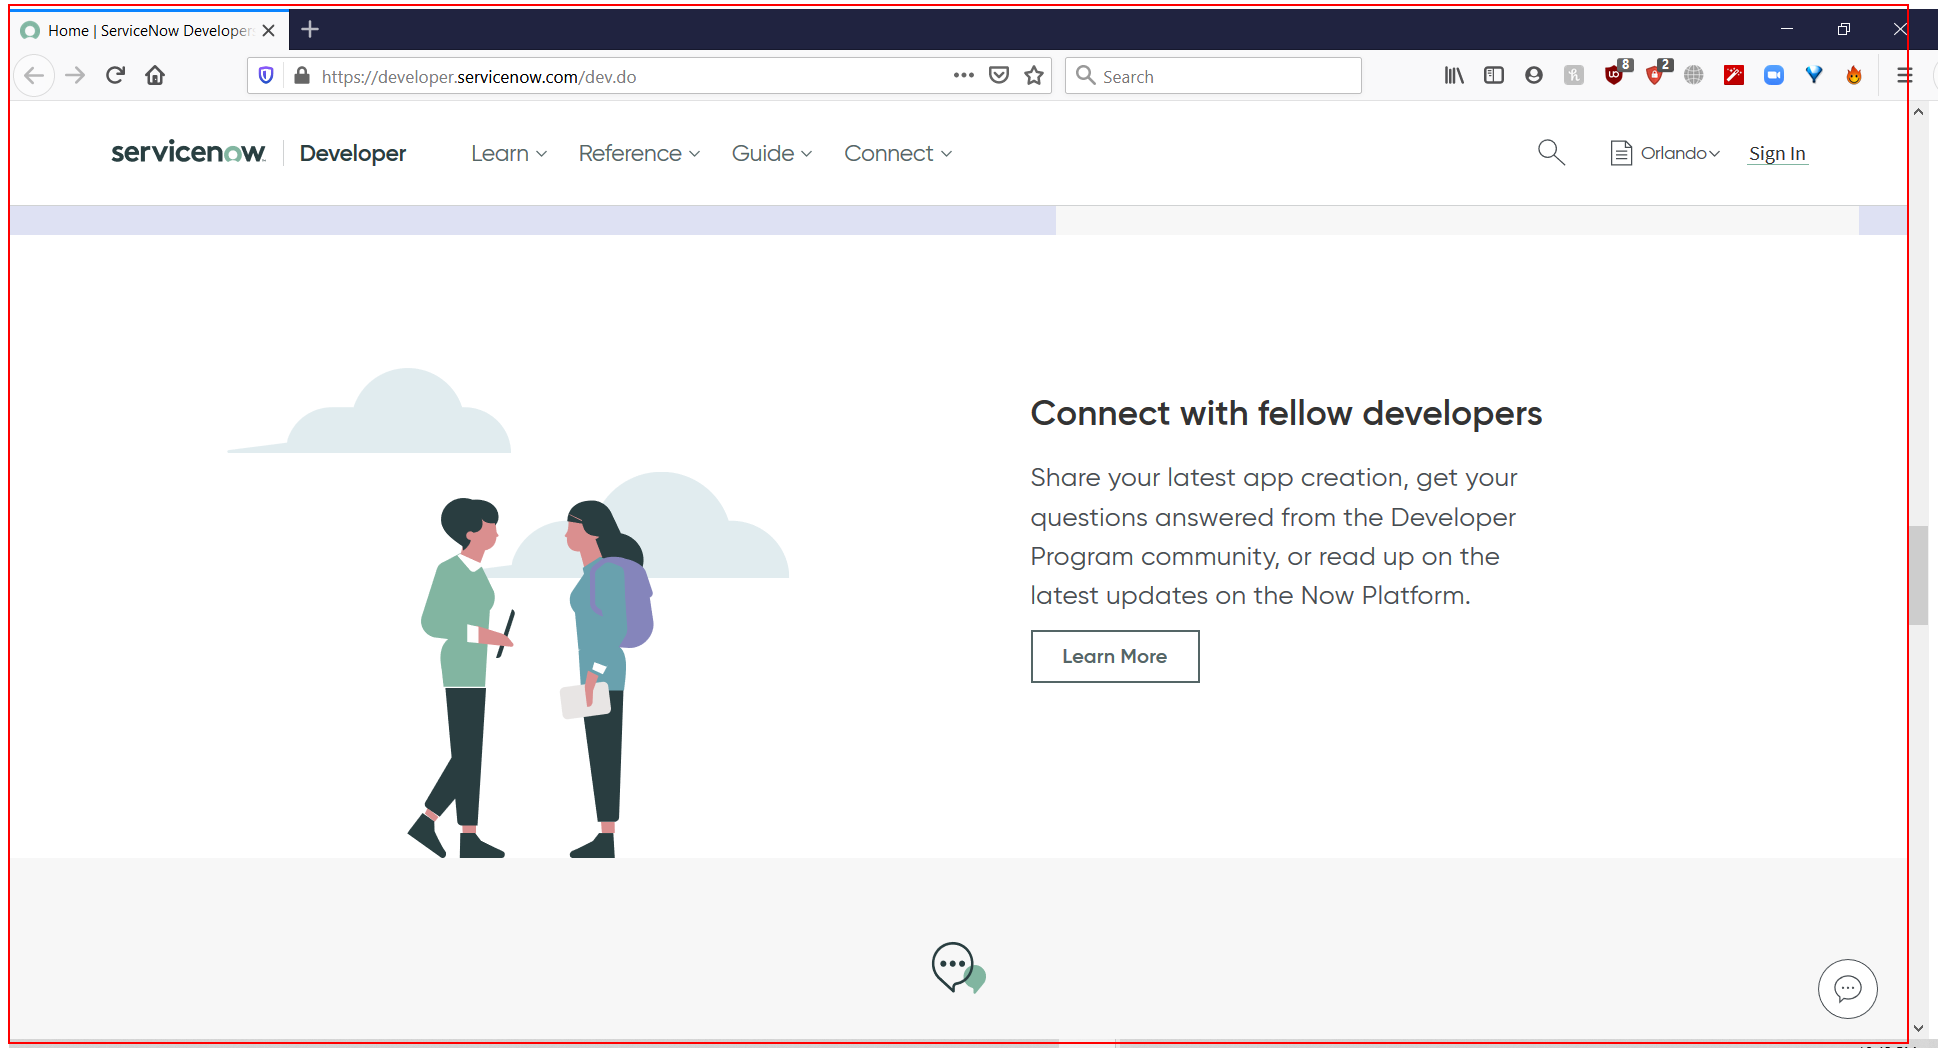 Home | ServiceNow Developer
https://developer.servicenow.com/dev.do
Search
8
2
servicenow
Developer
Learn
Reference
Guide
Connect
Orlando
Sign In
Connect with fellow developers
Share your latest app creation, get your
questions answered from the Developer
Program community, or read up on the
latest updates on the Now Platform.
Learn More